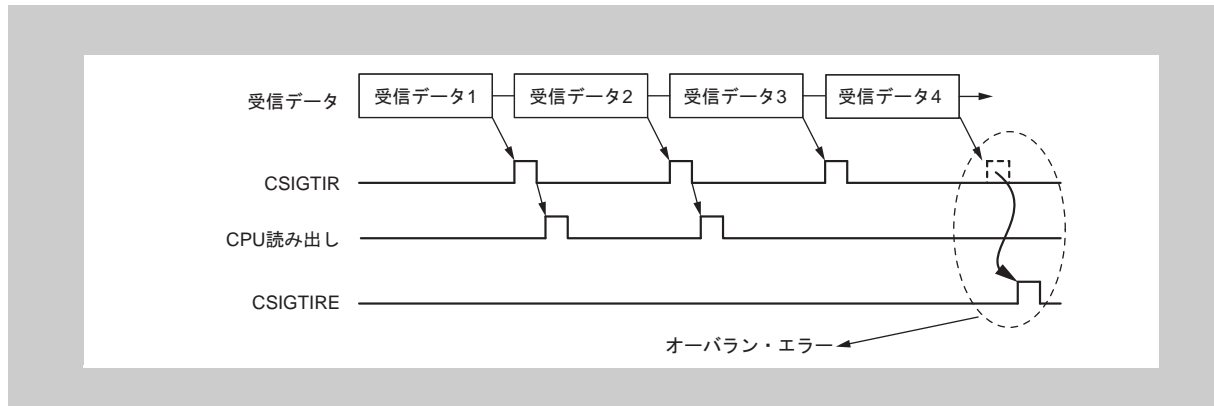 受信データ 受信データ1 受信データ2 受信データ3 受信データ4
CSIGTIR
CPU読み出し
CSIGTIRE
オーバラン・エラー